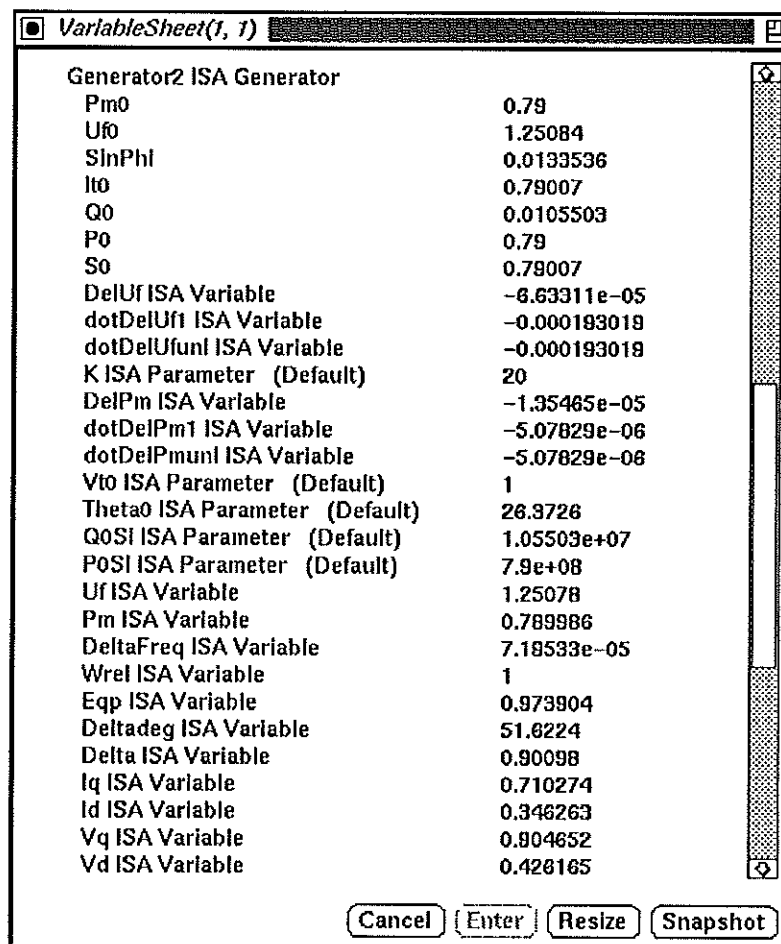 VariableSheet(1, 1)
Generator2 ISA Generator
Pm0 0.79
Uf0 1.25084
SinPhi 0.0133536
It0 0.79007
Q0 0.0105503
P0 0.79
S0 0.79007
DelUf ISA Variable -6.63311e-05
dotDelUf1 ISA Variable -0.000193019
dotDelUfunl ISA Variable -0.000193019
K ISA Parameter (Default) 20
DelPm ISA Variable -1.35465e-05
dotDelPm1 ISA Variable -5.07829e-06
dotDelPmunl ISA Variable -5.07829e-06
Vt0 ISA Parameter (Default) 1
Theta0 ISA Parameter (Default) 26.3726
Q0SI ISA Parameter (Default) 1.05503e+07
P0SI ISA Parameter (Default) 7.9e+08
Uf ISA Variable 1.25078
Pm ISA Variable 0.789986
DeltaFreq ISA Variable 7.19533e-05
Wrel ISA Variable 1
Eqp ISA Variable 0.973904
Deltadeg ISA Variable 51.6224
Delta ISA Variable 0.90098
Iq ISA Variable 0.710274
Id ISA Variable 0.346263
Vq ISA Variable 0.904652
Vd ISA Variable 0.426165
Cancel Enter Resize Snapshot